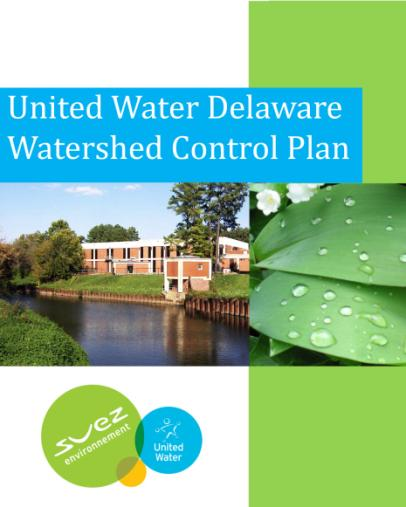 United Water Delaware
Watershed Control Plan
suez
environnement
United
Water